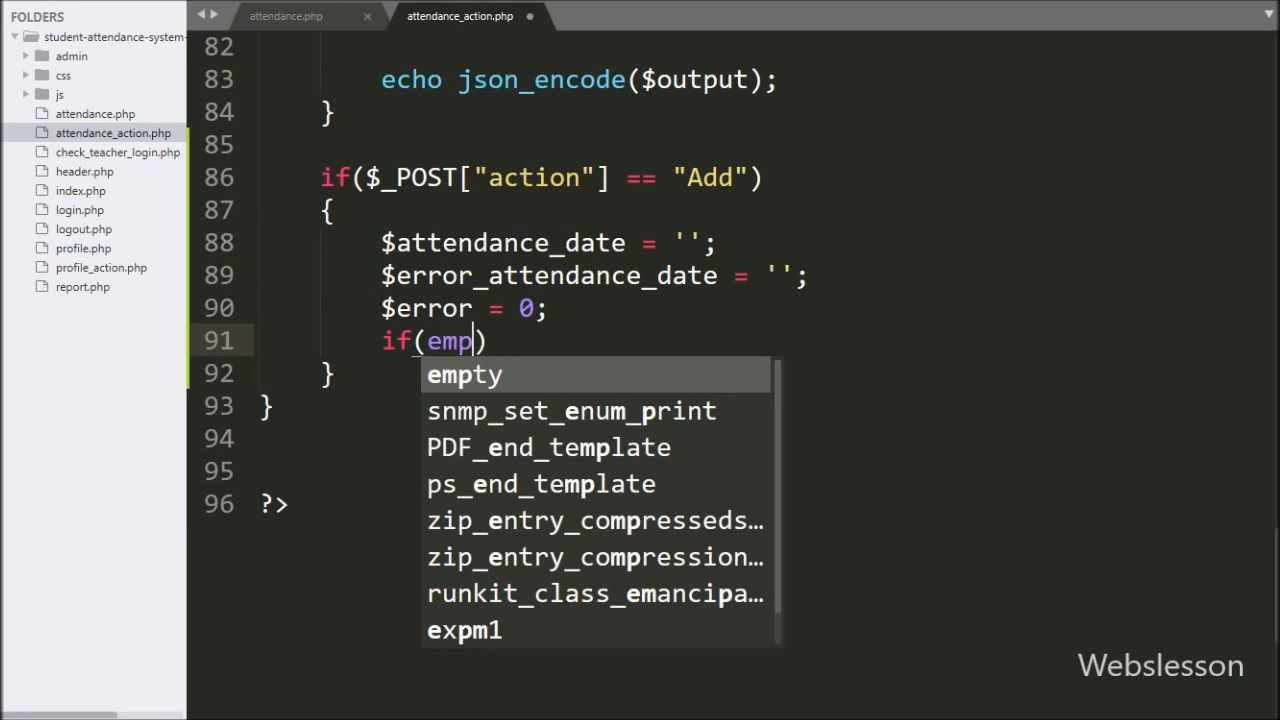 FOLDERS
student-attendance-system-
admin
css
js
attendance.php
attendance_action.php
check_teacher_login.php
header.php
index.php
login.php
logout.php
profile.php
profile_action.php
report.php
attendance.php ×
attendance_action.php
82
83 echo json_encode($output);
84 }
85
86 if($_POST["action"] == "Add")
87 {
88 $attendance_date = '';
89 $error_attendance_date = '';
90 $error = 0;
91 if(emp)
92 }
93 }
94
95
96 ?>
empty
snmp_set_enum_print
PDF_end_template
ps_end_template
zip_entry_compresseds…
zip_entry_compression…
runkit_class_emancipa…
expm1
Webslesson